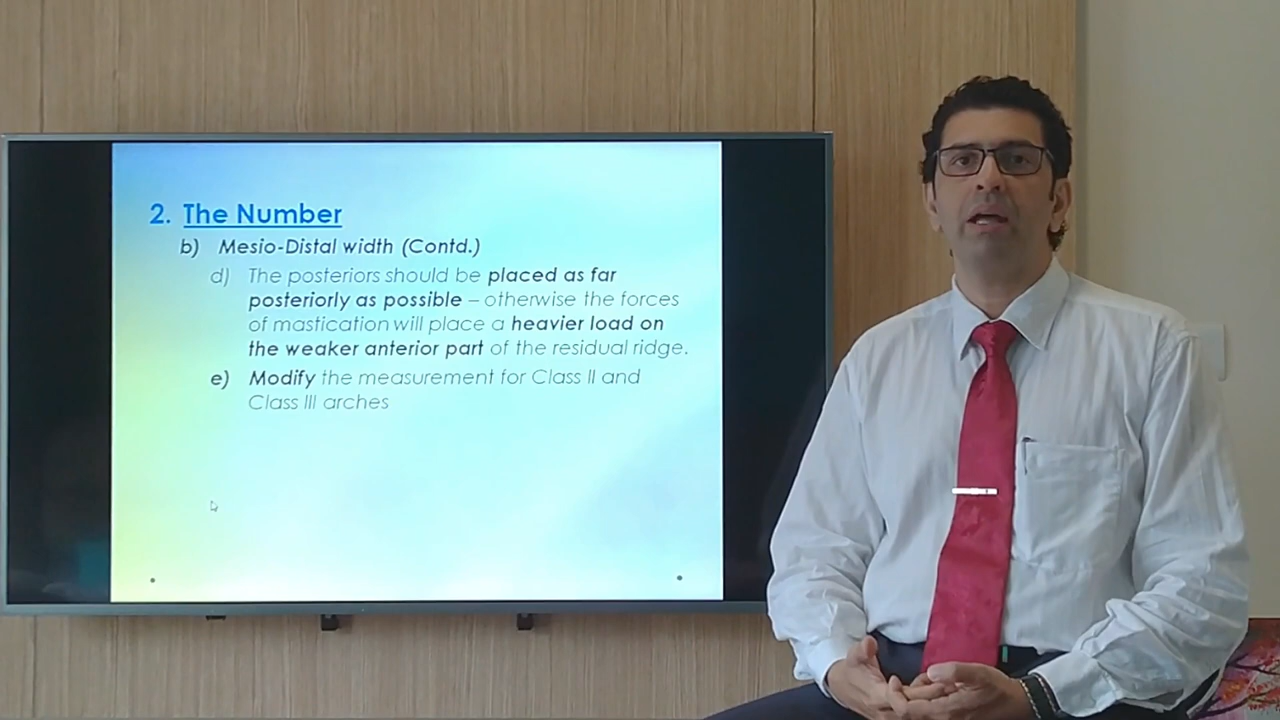 2. The Number
b) Mesio-Distal width (Contd.)
d) The posteriors should be placed as far
posteriorly as possible – otherwise the forces
of mastication will place a heavier load on
the weaker anterior part of the residual ridge.
e) Modify the measurement for Class II and
Class III arches